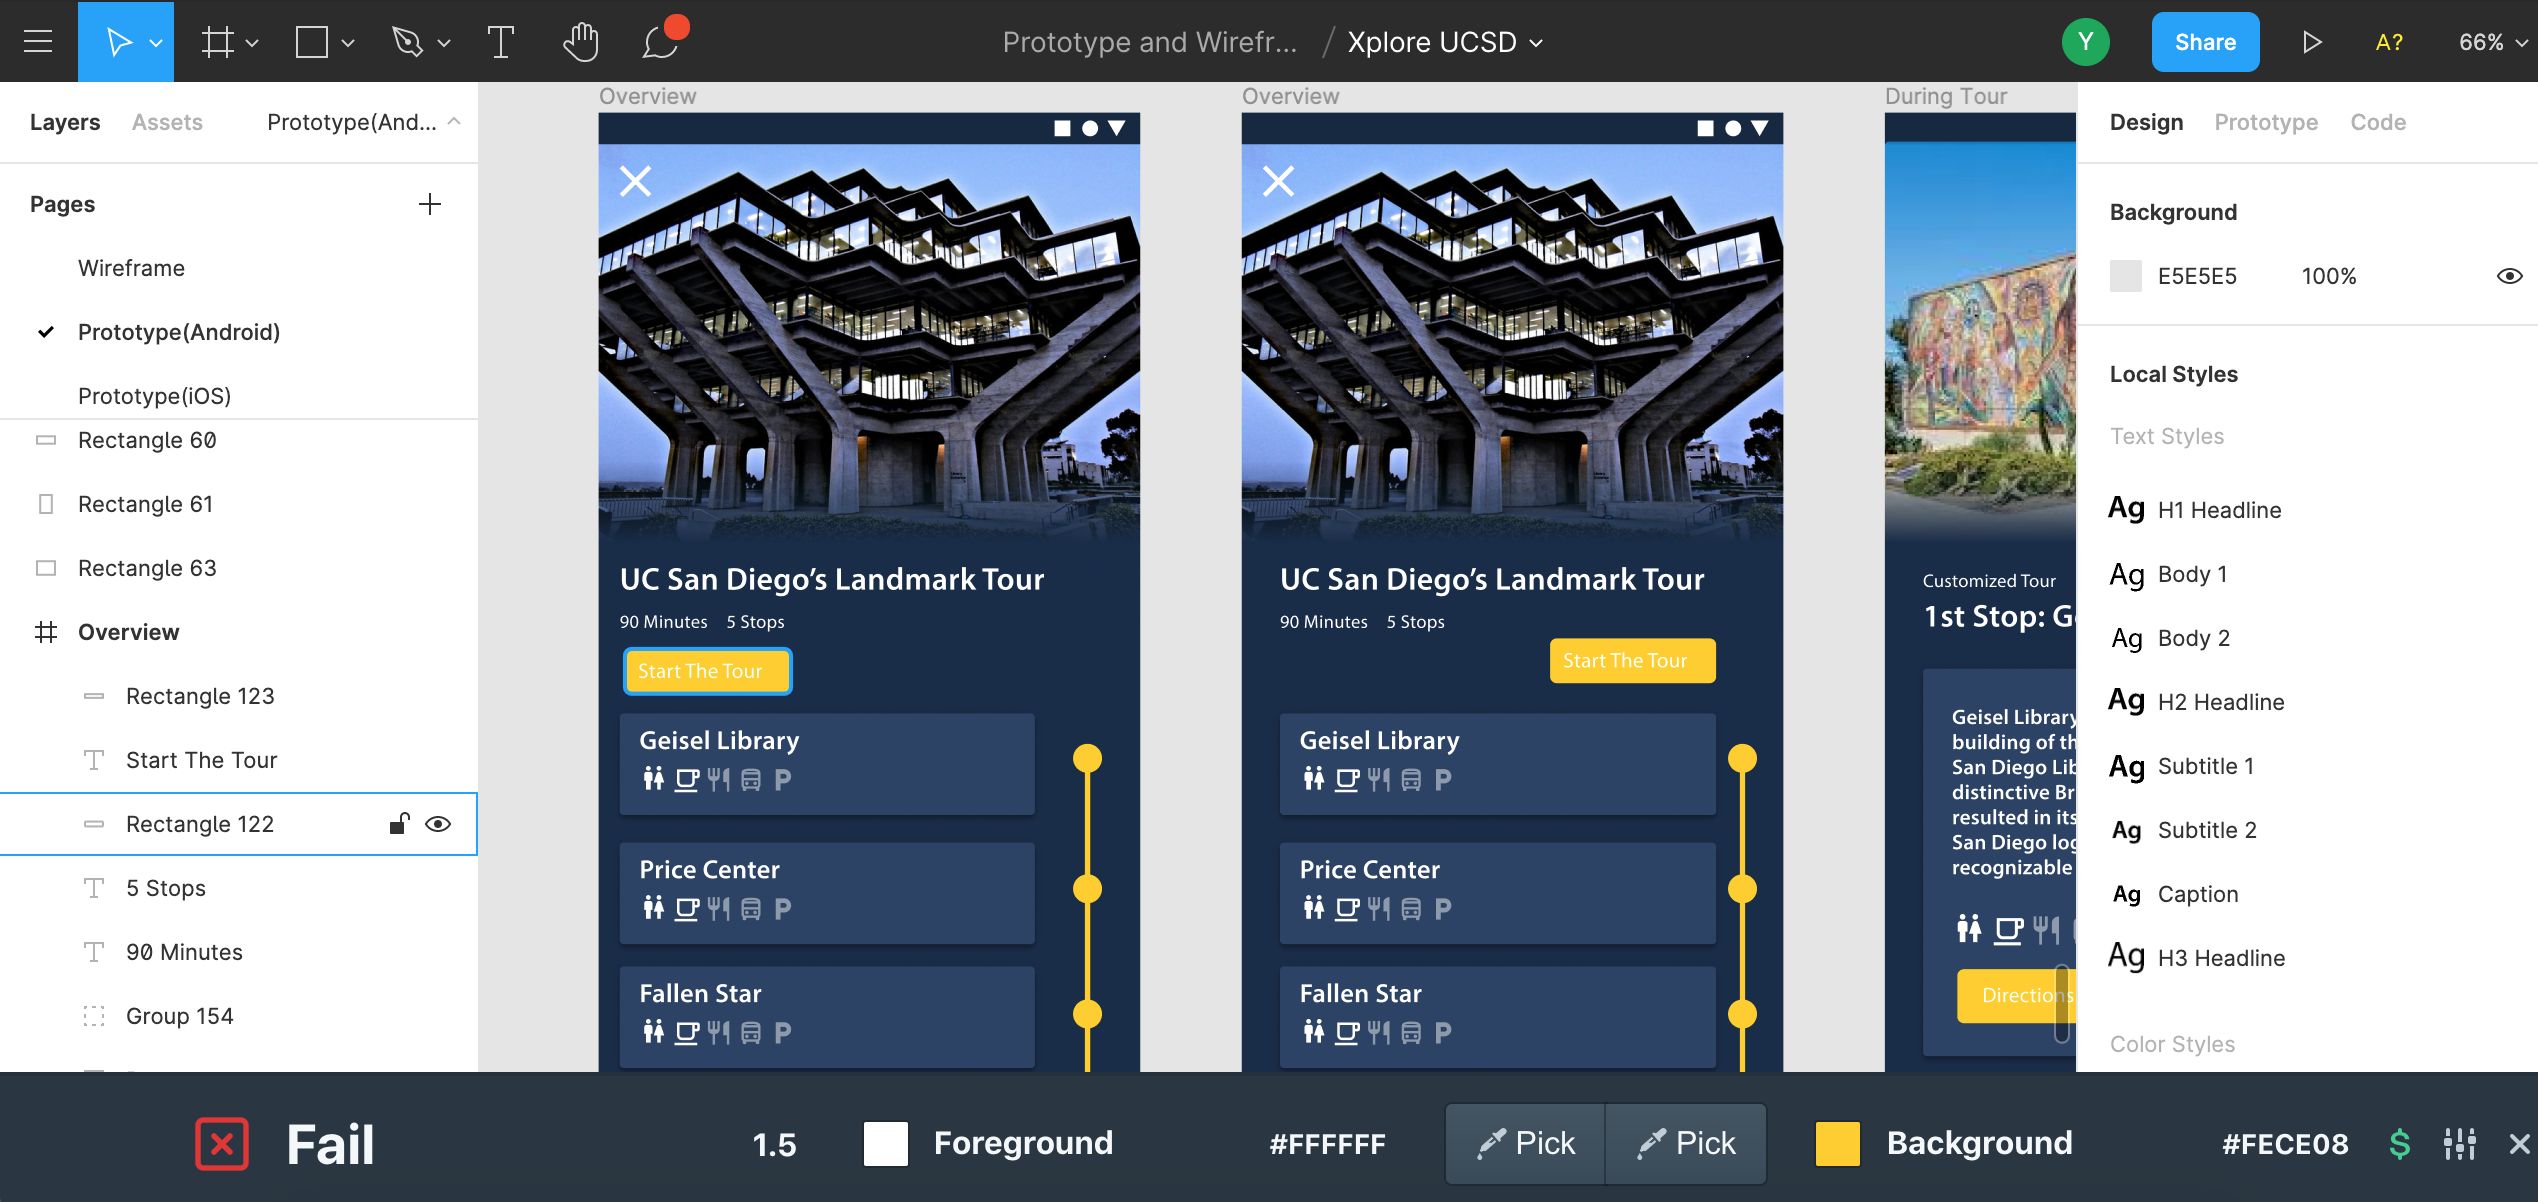 Prototype and Wirefr... / Xplore UCSD
Y
Share
A?
66%
Layers
Assets
Prototype(And...
Pages
Wireframe
Prototype(Android)
Prototype(iOS)
Rectangle 60
Rectangle 61
Rectangle 63
Overview
Rectangle 123
Start The Tour
Rectangle 122
5 Stops
90 Minutes
Group 154
Overview
UC San Diego’s Landmark Tour
90 Minutes 5 Stops
Start The Tour
Geisel Library
P
Price Center
P
Fallen Star
P
Overview
UC San Diego’s Landmark Tour
90 Minutes 5 Stops
Start The Tour
Geisel Library
P
Price Center
P
Fallen Star
P
During Tour
Customized Tour
1st Stop: G
Geisel Library
building of th
San Diego Lib
distinctive Br
resulted in its
San Diego log
recognizable
Directions
Design
Prototype
Code
Background
E5E5E5
100%
Local Styles
Text Styles
Ag H1 Headline
Ag Body 1
Ag Body 2
Ag H2 Headline
Ag Subtitle 1
Ag Subtitle 2
Ag Caption
Ag H3 Headline
Color Styles
Fail
1.5
Foreground
#FFFFFF
Pick
Pick
Background
#FECE08
$